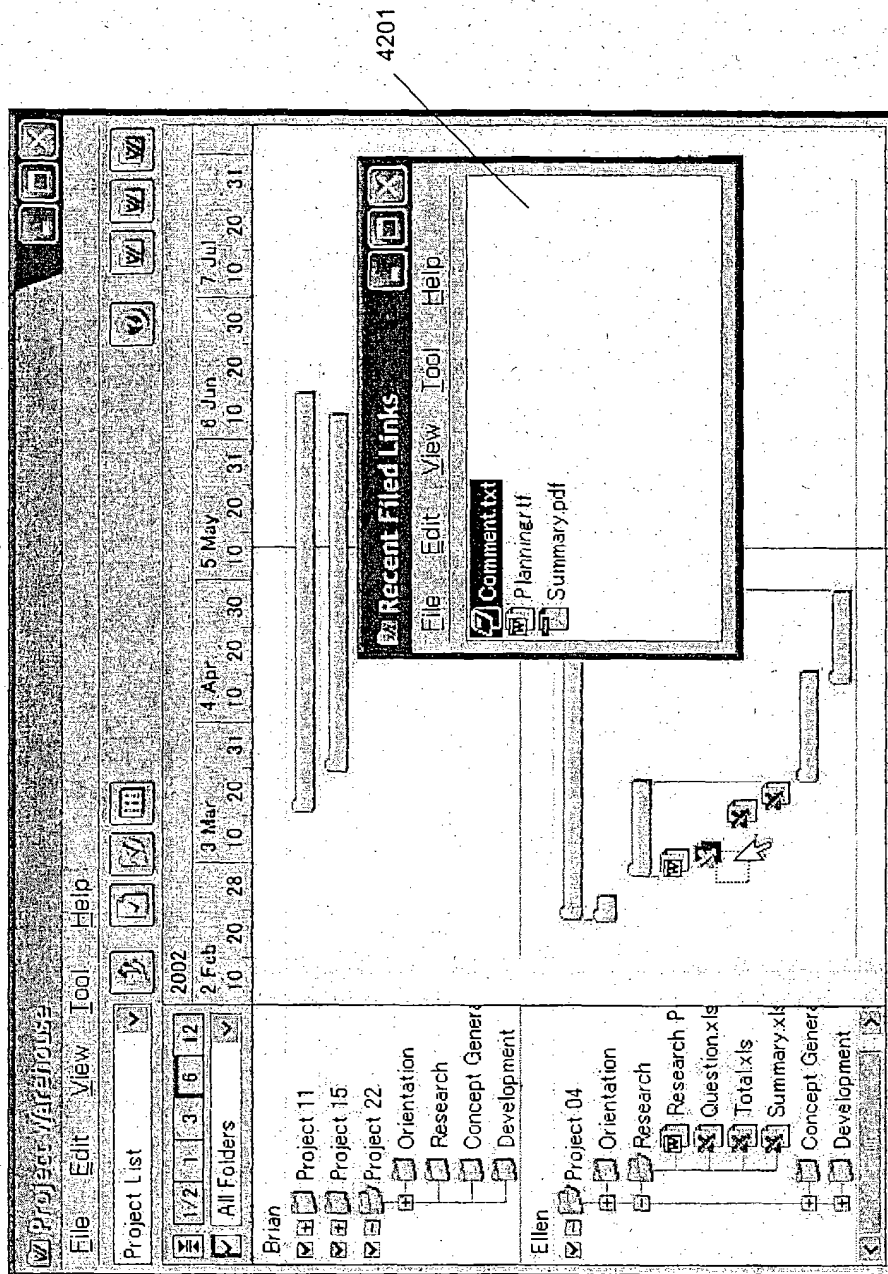 Project Warehouse
File Edit View Tool Help
Project List
1/2 1 3 6 12
All Folders
2002
2 Feb 3 Mar 4 Apr 5 May 6 Jun 7 Jul
10 20 28 10 20 31 10 20 30 10 20 31 10 20 30 10 20 31
Brian
Project 11
Project 15
Project 22
Orientation
Research
Concept Genera
Development
Ellen
Project 04
Orientation
Research
Research P
Question.xls
Total.xls
Summary.xls
Concept Genera
Development
Recent Filed Links
File Edit View Tool Help
Comment.txt
Planning.rtf
Summary.pdf
4201